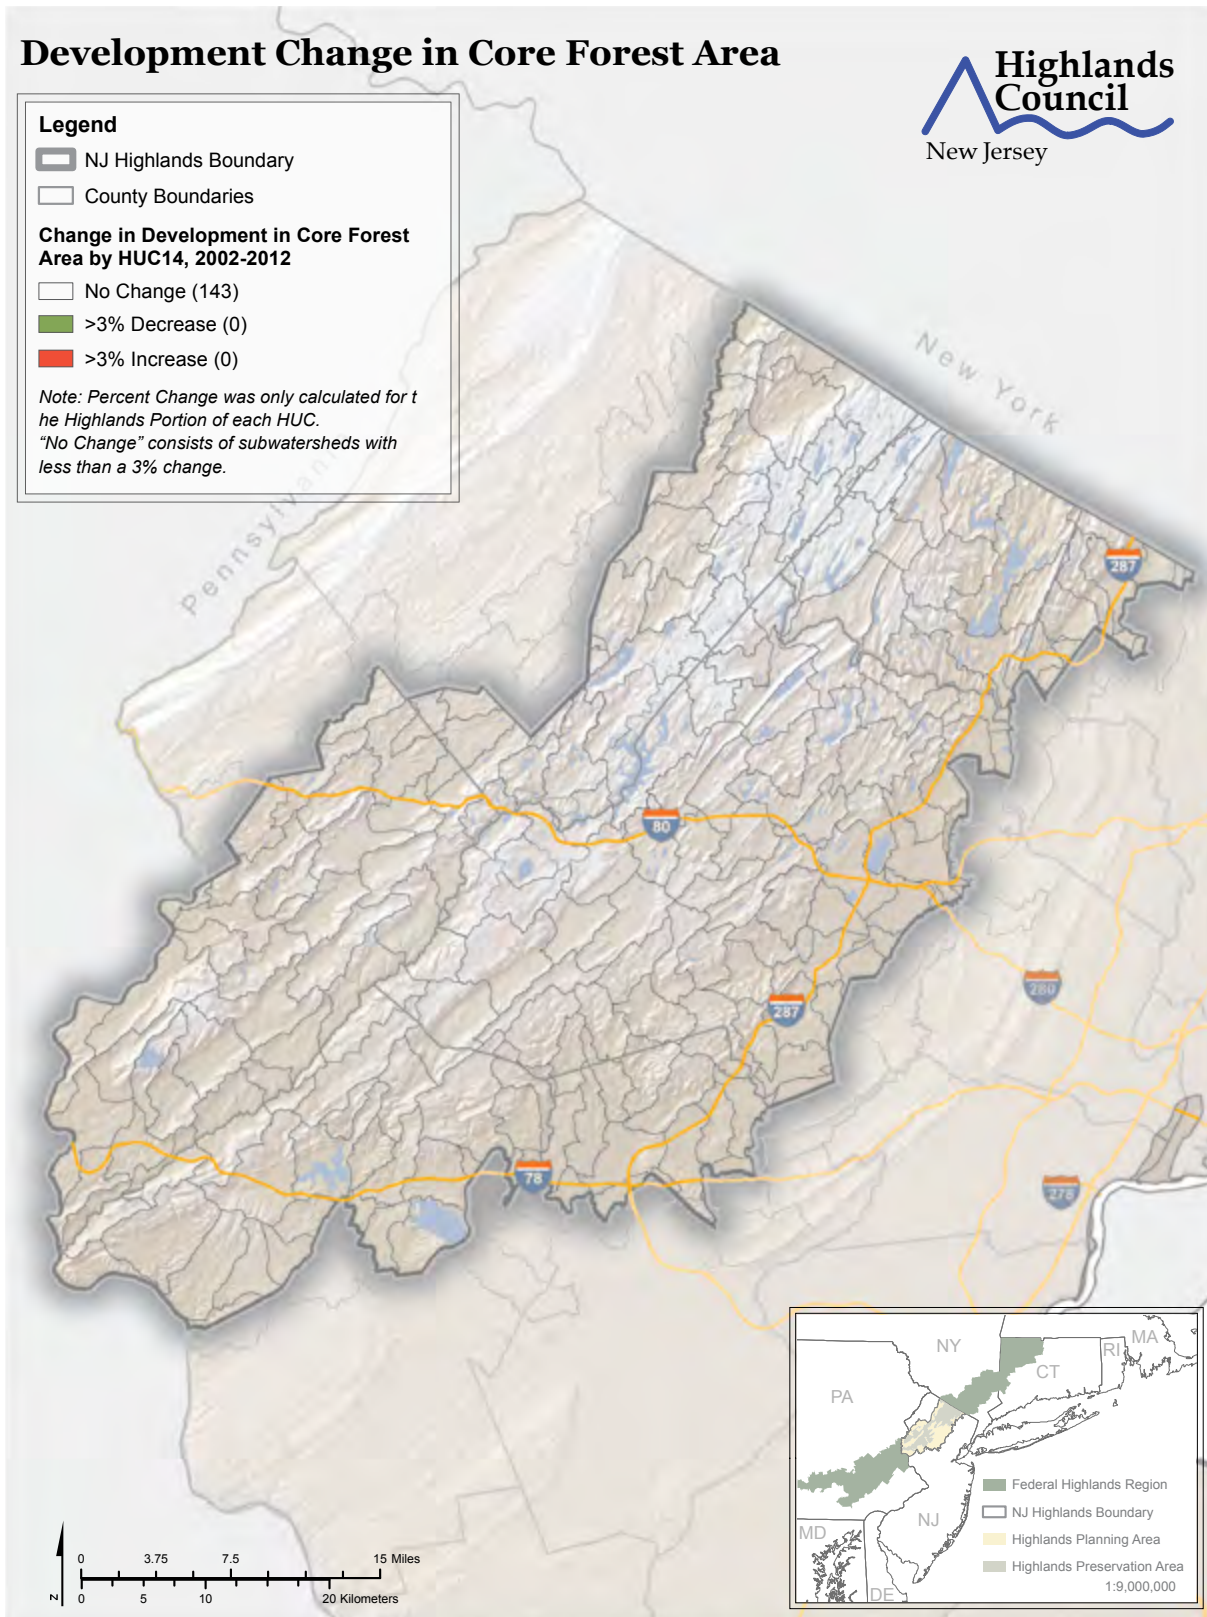 Development Change in Core Forest Area
Highlands
Council
New Jersey
Legend
NJ Highlands Boundary
County Boundaries
Change in Development in Core Forest
Area by HUC14, 2002-2012
No Change (143)
>3% Decrease (0)
>3% Increase (0)
Note: Percent Change was only calculated for t
he Highlands Portion of each HUC.
“No Change” consists of subwatersheds with
less than a 3% change.
New York
Pennsylvan
287
80
280
287
78
278
NY
MA
RI
CT
PA
NJ
MD
DE
Federal Highlands Region
NJ Highlands Boundary
Highlands Planning Area
Highlands Preservation Area
1:9,000,000
N
0 3.75 7.5 15 Miles
0 5 10 20 Kilometers